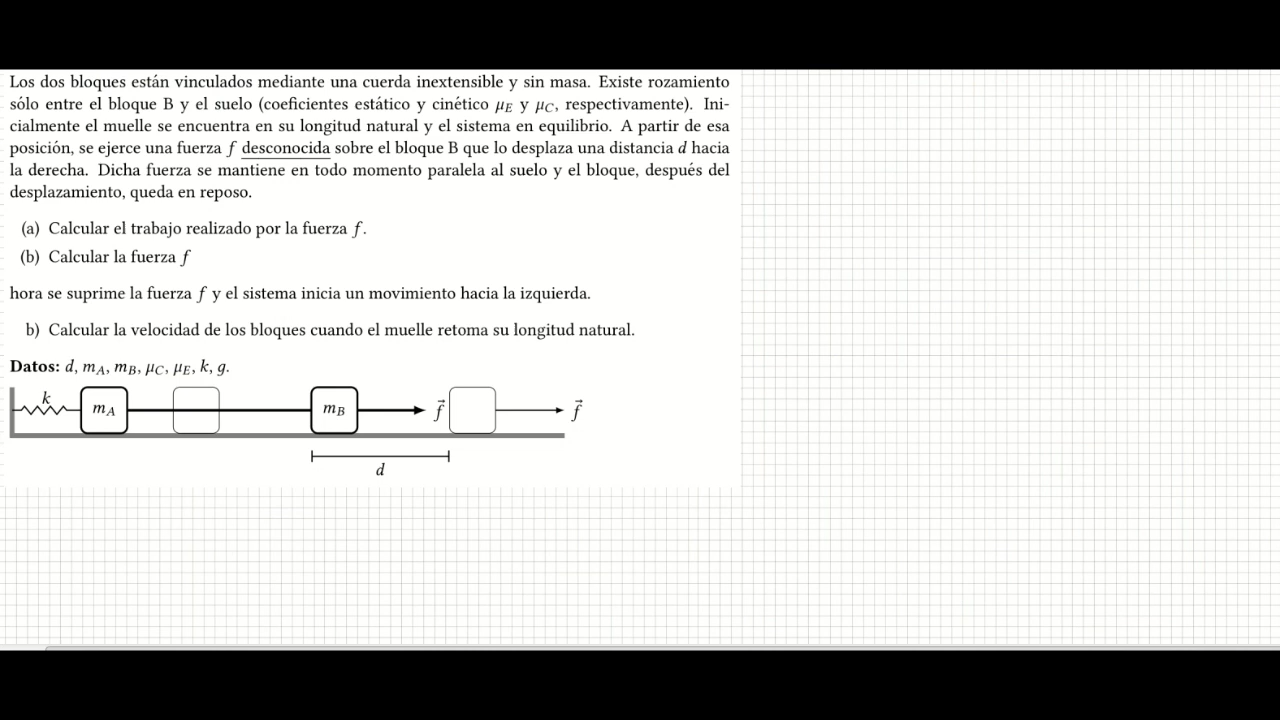 Los dos bloques están vinculados mediante una cuerda inextensible y sin masa. Existe rozamiento
sólo entre el bloque B y el suelo (coeficientes estático y cinético μ_E y μ_C, respectivamente). Ini-
cialmente el muelle se encuentra en su longitud natural y el sistema en equilibrio. A partir de esa
posición, se ejerce una fuerza f desconocida sobre el bloque B que lo desplaza una distancia d hacia
la derecha. Dicha fuerza se mantiene en todo momento paralela al suelo y el bloque, después del
desplazamiento, queda en reposo.
(a) Calcular el trabajo realizado por la fuerza f.
(b) Calcular la fuerza f
hora se suprime la fuerza f y el sistema inicia un movimiento hacia la izquierda.
b) Calcular la velocidad de los bloques cuando el muelle retoma su longitud natural.
Datos: d, m_A, m_B, μ_C, μ_E, k, g.
k
m_A m_B f⃗ f⃗
d